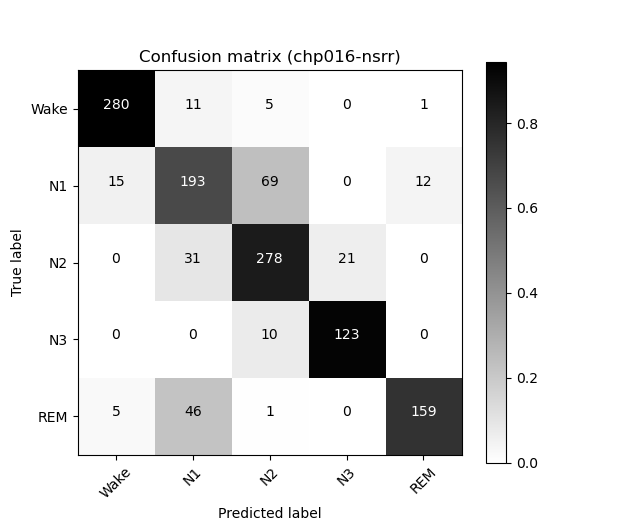 Confusion matrix (chp016-nsrr)
Wake 280 11 5 0 1
N1 15 193 69 0 12
N2 0 31 278 21 0
N3 0 0 10 123 0
REM 5 46 1 0 159
Wake N1 N2 N3 REM
Predicted label
True label
0.8
0.6
0.4
0.2
0.0